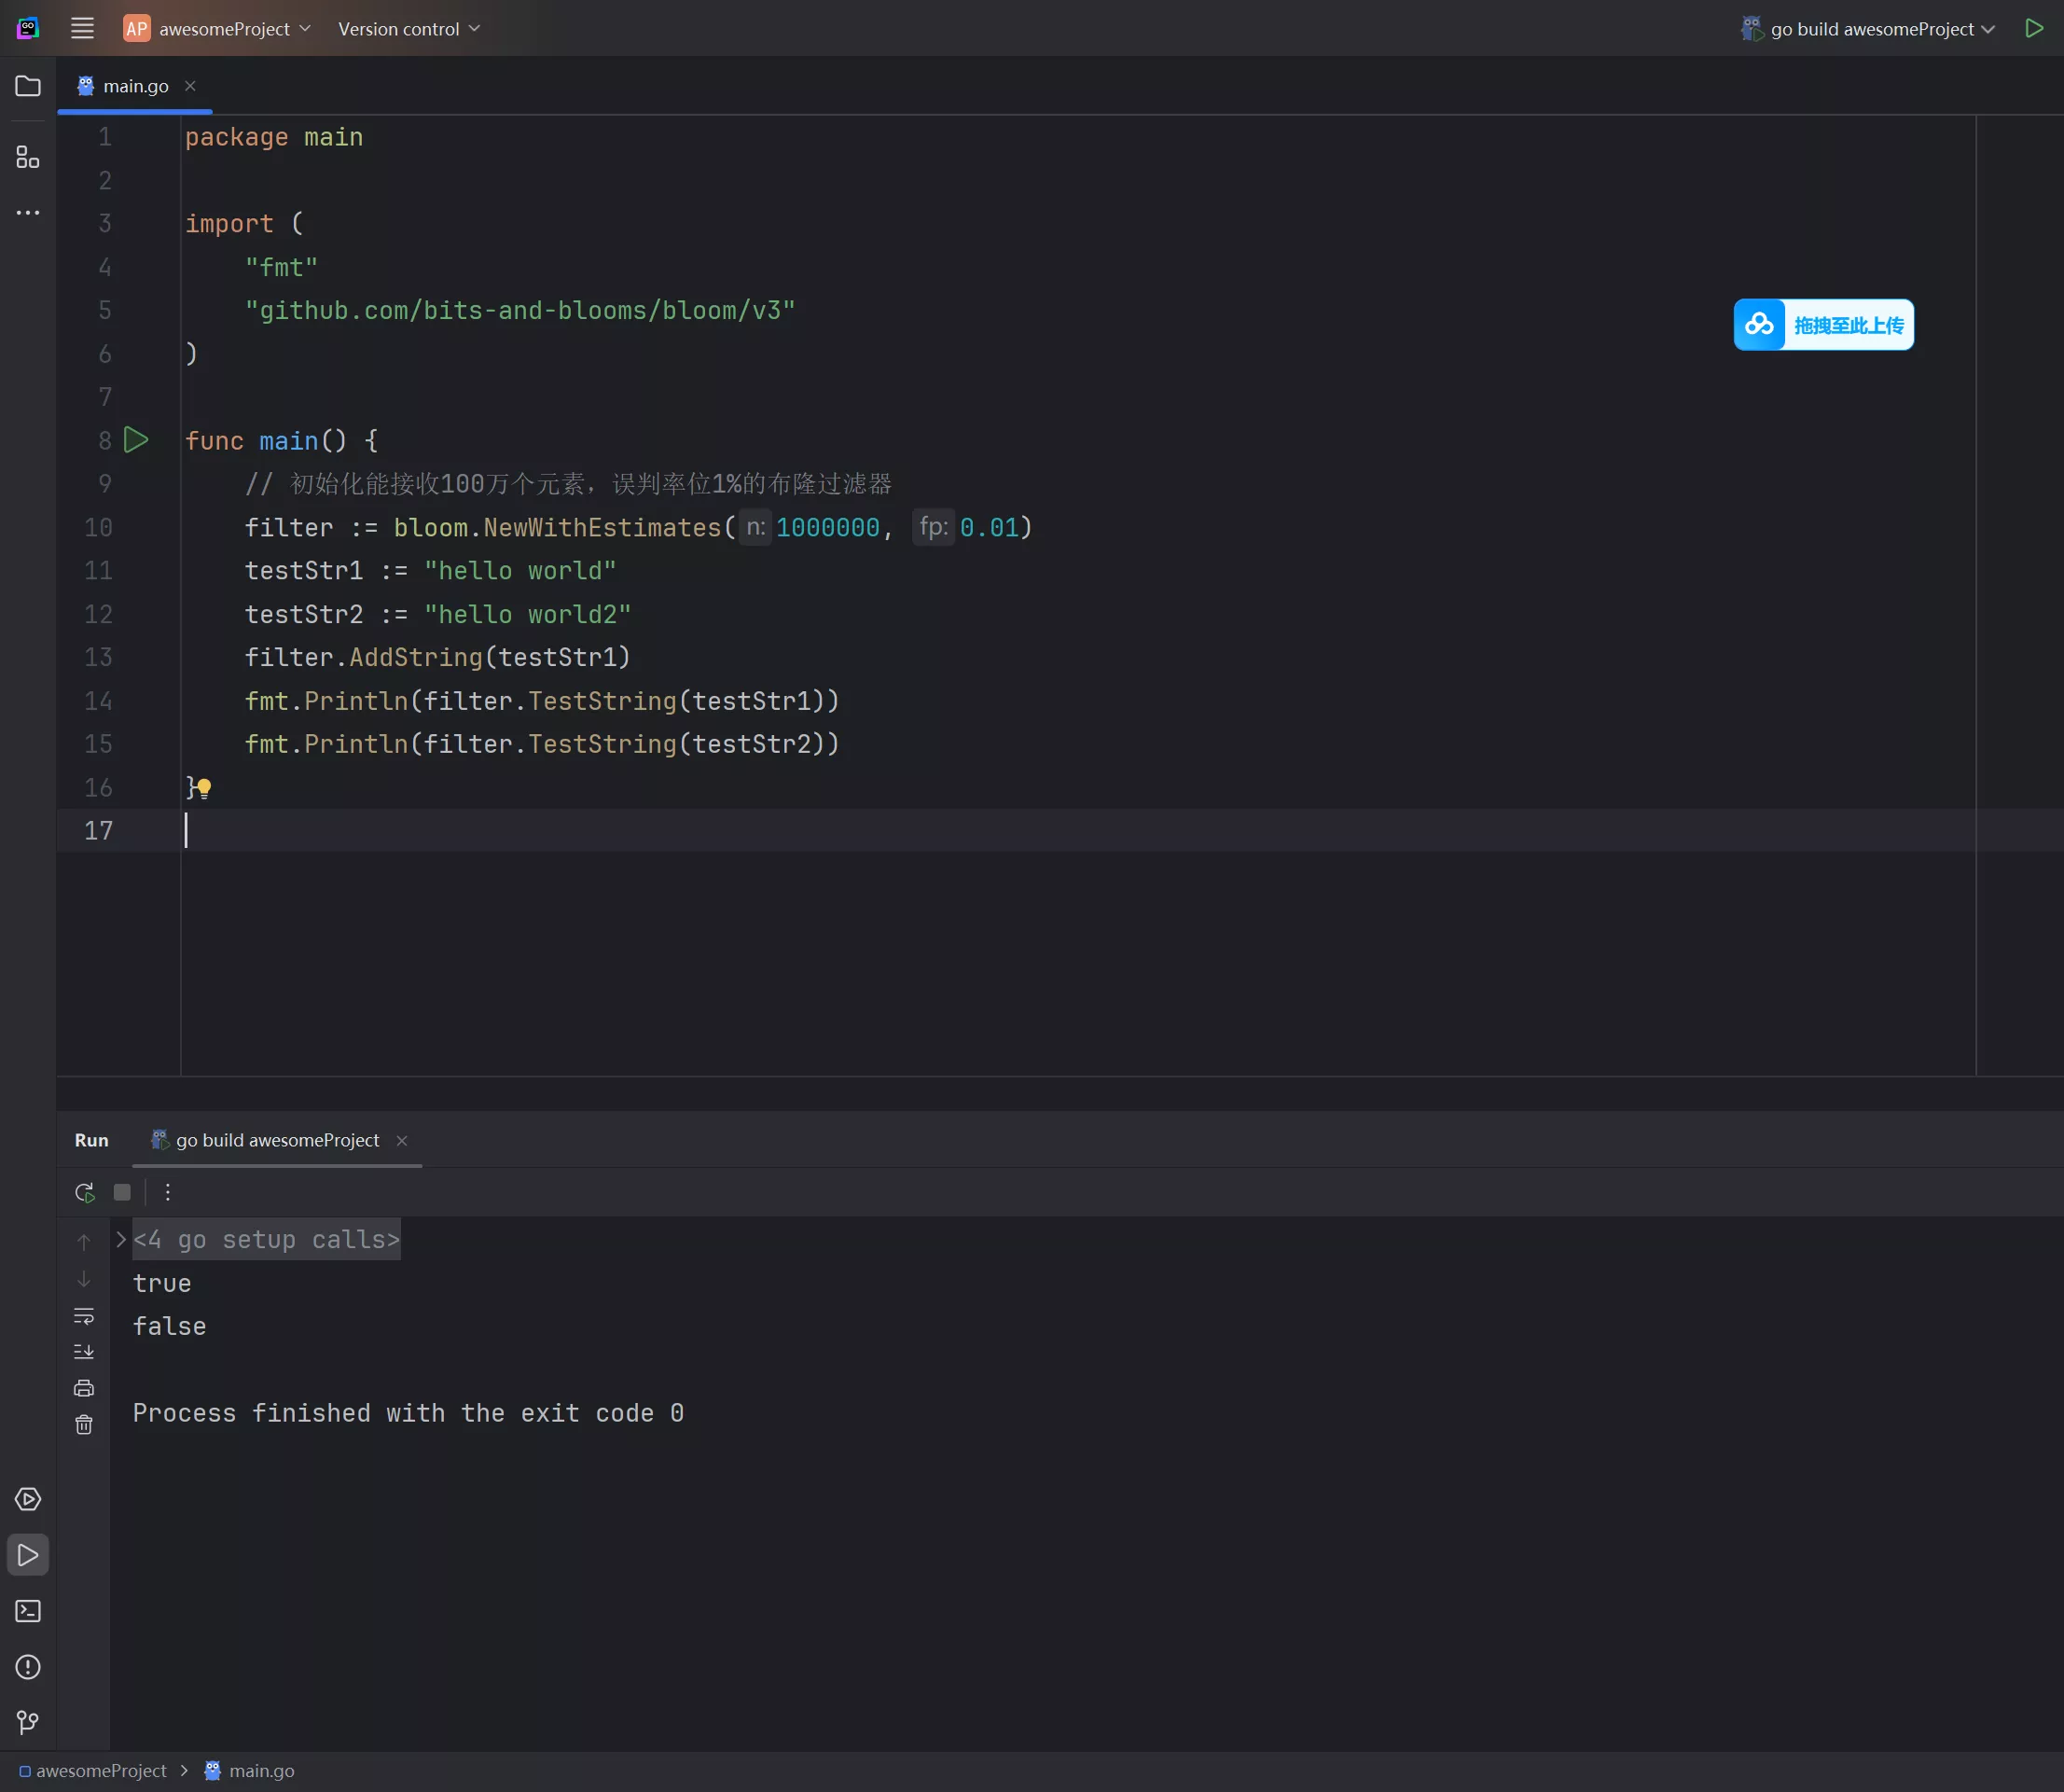 AP awesomeProject Version control go build awesomeProject
main.go
1 package main
2
3 import (
4 "fmt"
5 "github.com/bits-and-blooms/bloom/v3"
拖拽至此上传
6 )
7
8 func main() {
9 // 初始化能接收100万个元素，误判率位1%的布隆过滤器
10 filter := bloom.NewWithEstimates( n: 1000000, fp: 0.01)
11 testStr1 := "hello world"
12 testStr2 := "hello world2"
13 filter.AddString(testStr1)
14 fmt.Println(filter.TestString(testStr1))
15 fmt.Println(filter.TestString(testStr2))
16 }
17
Run go build awesomeProject
<4 go setup calls>
true
false
Process finished with the exit code 0
awesomeProject > main.go